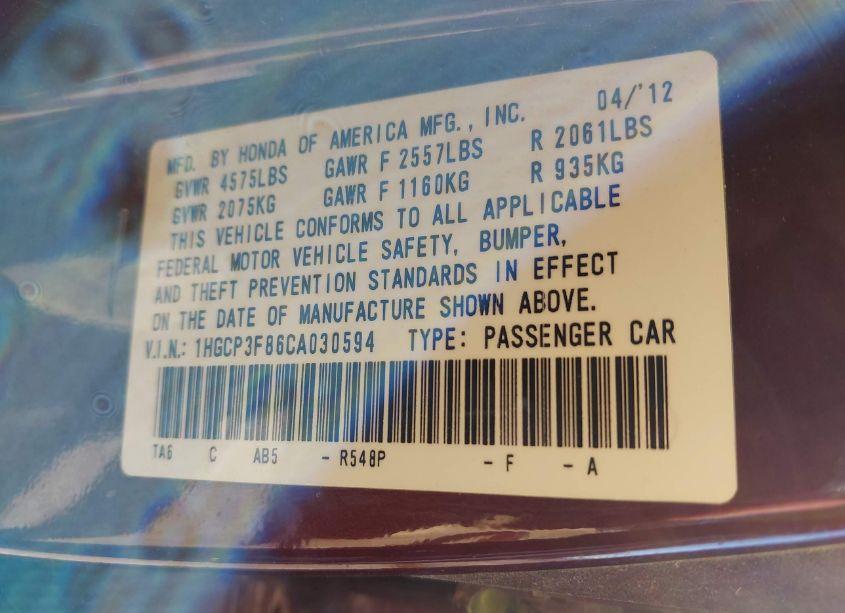 MFD. BY HONDA OF AMERICA MFG., INC. 04/'12
GVWR 4575LBS GAWR F 2557LBS R 2061LBS
GVWR 2075KG GAWR F 1160KG R 935KG
THIS VEHICLE CONFORMS TO ALL APPLICABLE
FEDERAL MOTOR VEHICLE SAFETY, BUMPER,
AND THEFT PREVENTION STANDARDS IN EFFECT
ON THE DATE OF MANUFACTURE SHOWN ABOVE.
V.I.N.: 1HGCP3F86CA030594 TYPE: PASSENGER CAR
TA6 C AB5 - R548P - F - A